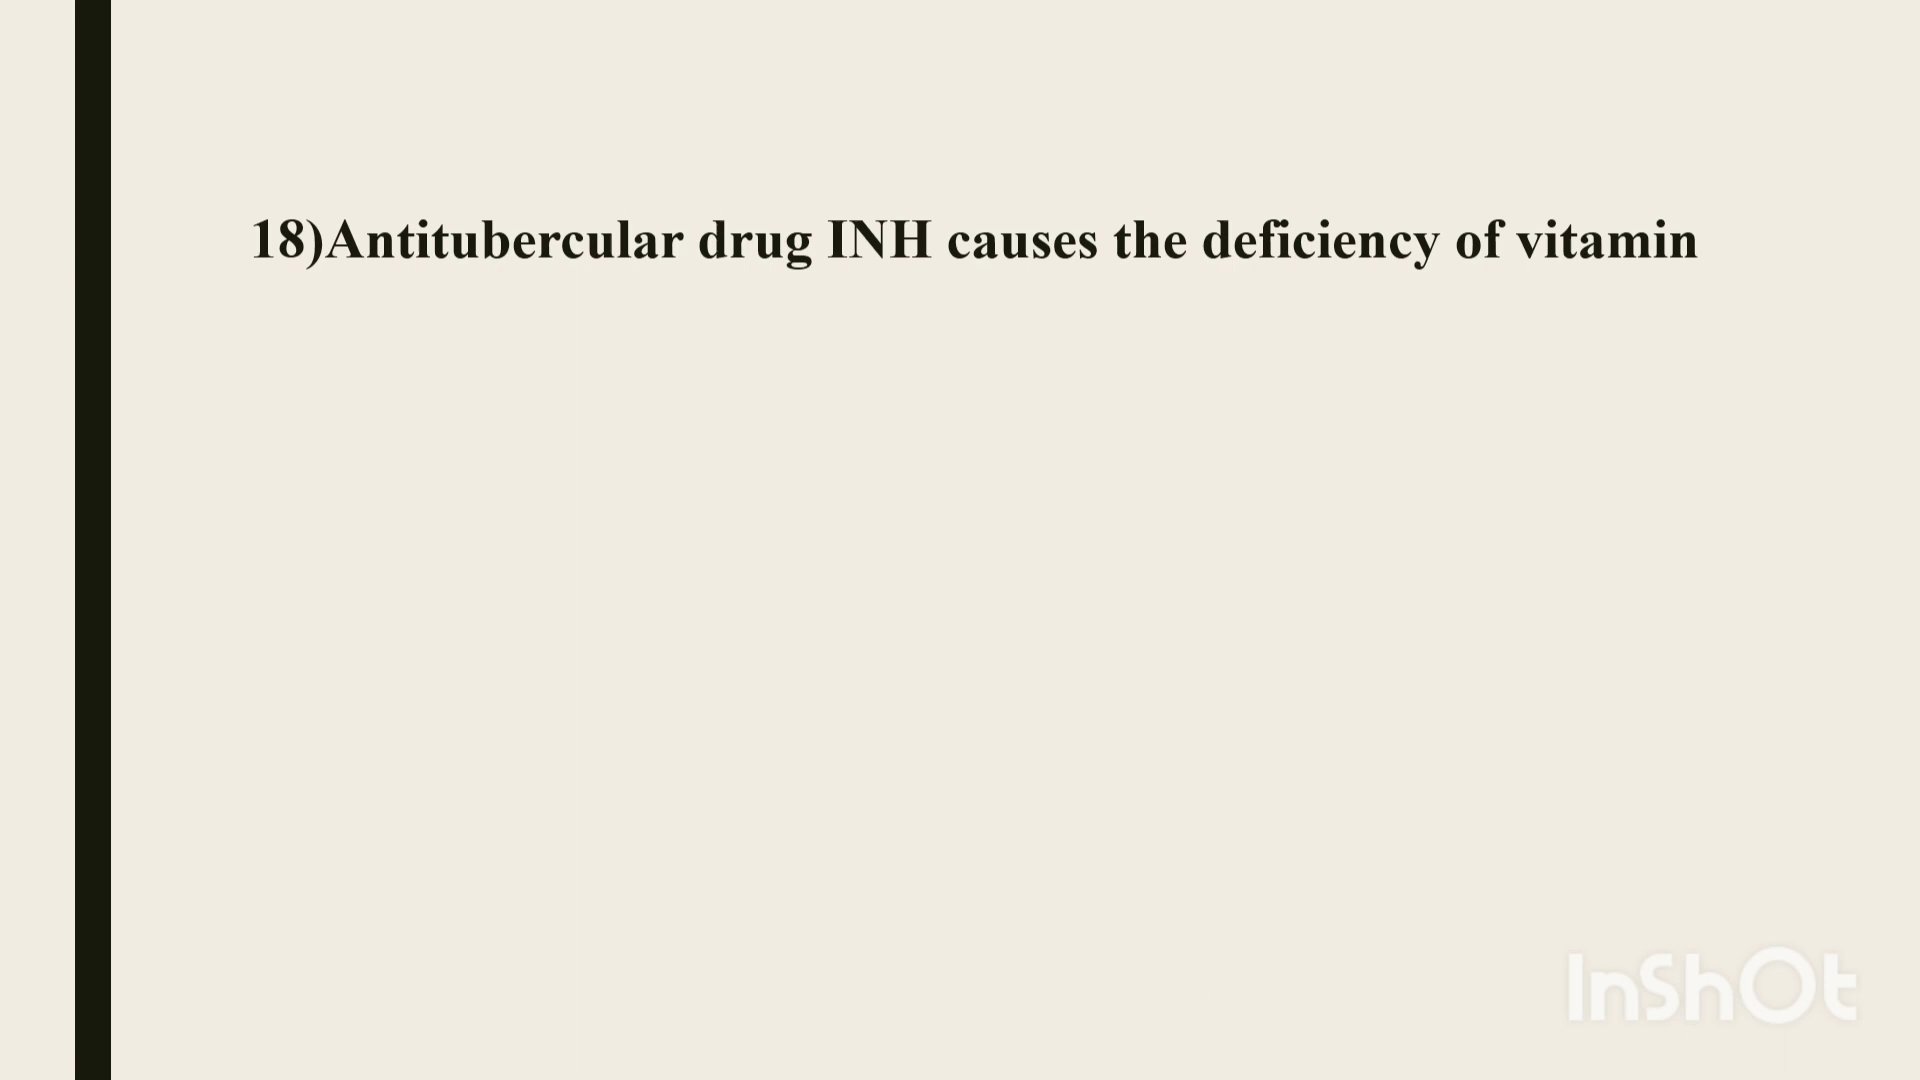 18)Antitubercular drug INH causes the deficiency of vitamin
InShOt